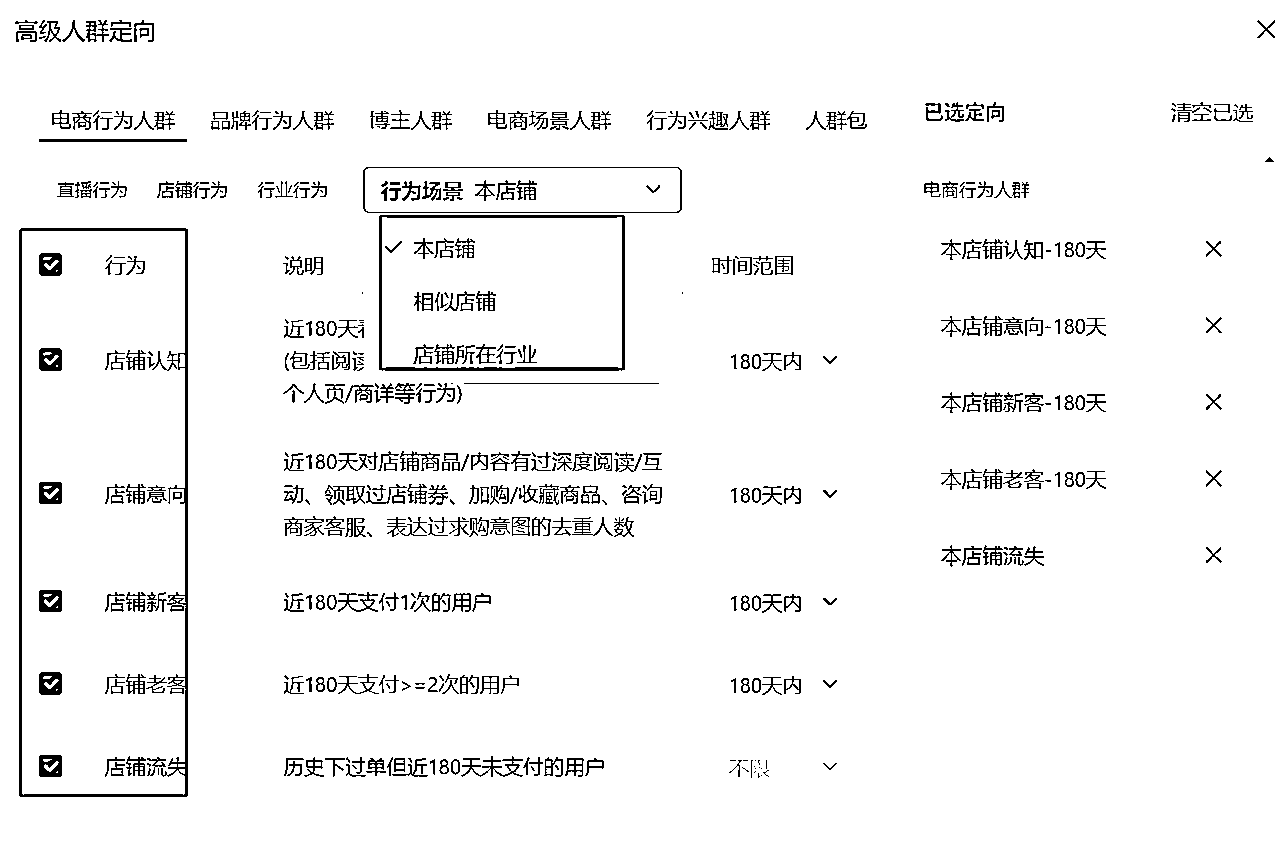 高级人群定向
电商行为人群 品牌行为人群 博主人群 电商场景人群 行为兴趣人群 人群包
直播行为 店铺行为 行业行为 行为场景 本店铺
本店铺
相似店铺
店铺所在行业
行为 说明 时间范围
店铺认知
近180天
(包括阅读
个人页/商详等行为)
180天内
店铺意向
近180天对店铺商品/内容有过深度阅读/互
动、领取过店铺券、加购/收藏商品、咨询
商家客服、表达过求购意图的去重人数
180天内
店铺新客 近180天支付1次的用户 180天内
店铺老客 近180天支付>=2次的用户 180天内
店铺流失 历史下过单但近180天未支付的用户 不限
已选定向 清空已选
电商行为人群
本店铺认知-180天
本店铺意向-180天
本店铺新客-180天
本店铺老客-180天
本店铺流失